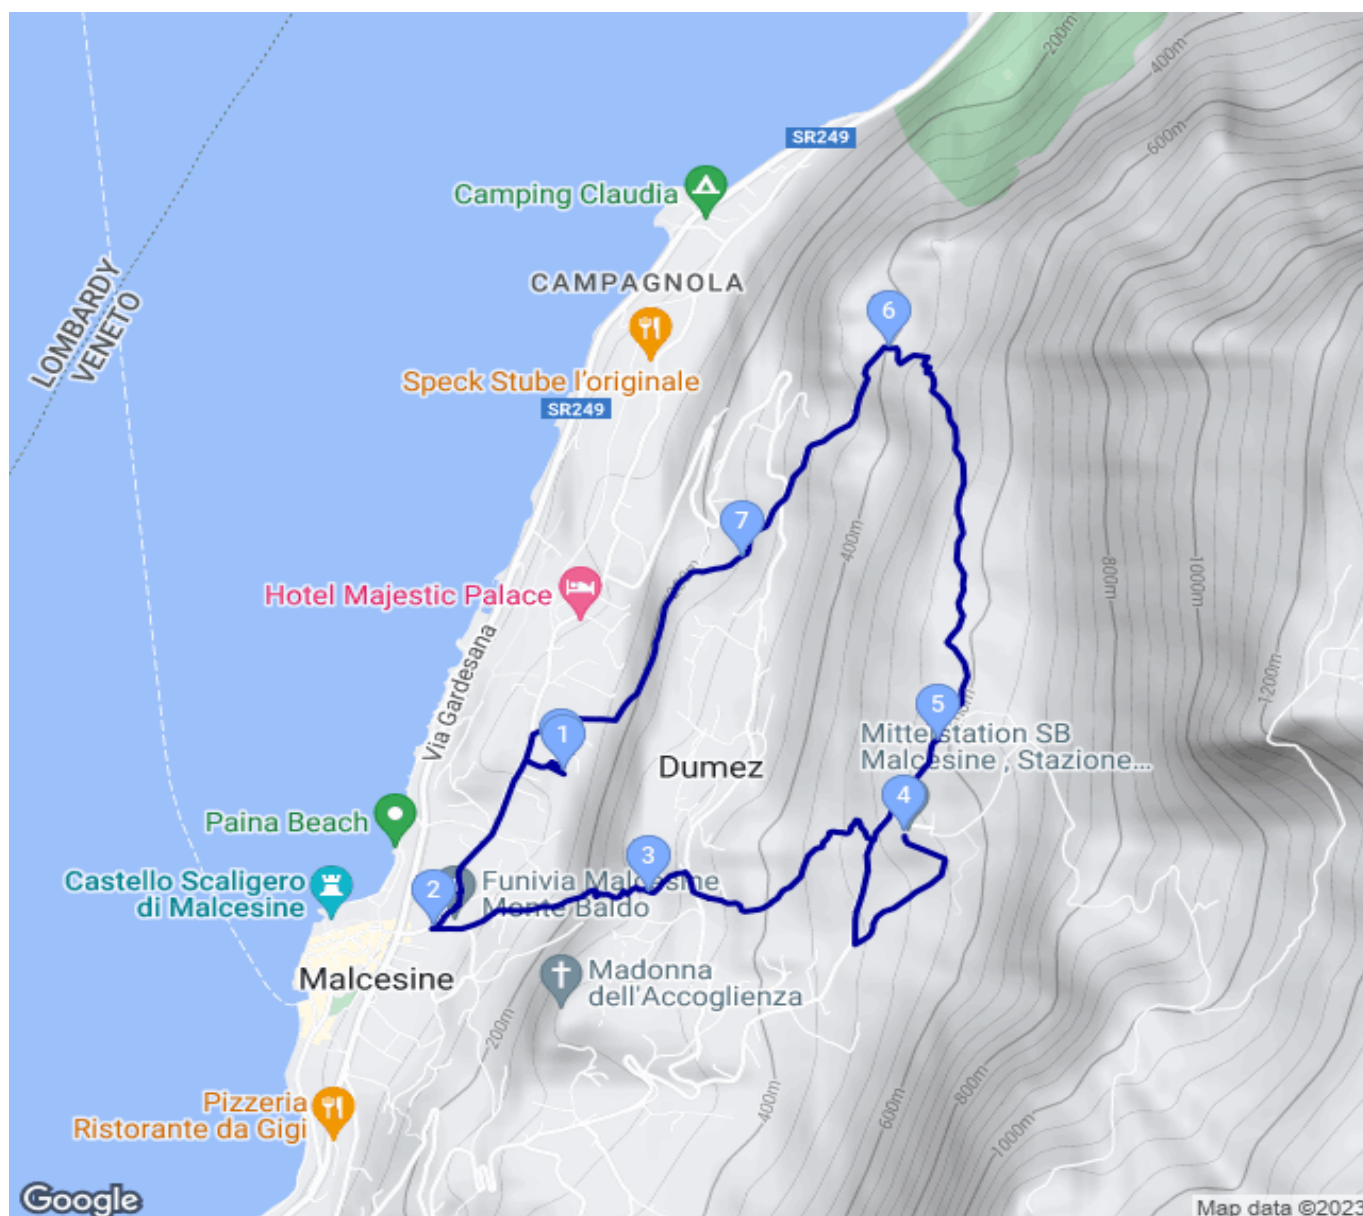 200m
400m
SR249
600m
Camping Claudia
CAMPAGNOLA
LOMBARDY
VENETO
6
Speck Stube l'originale
SR249
7
400m
Hotel Majestic Palace
800m
1000m
Via Gardesana
1200m
5
1
Mittelstation SB
Malcesine , Stazione...
Dumez
4
Paina Beach
3
Castello Scaligero
di Malcesine
2
Funivia Malcesine
Monte Baldo
Malcesine
Madonna
dell'Accoglienza
200m
400m
600m
800m
1000m
Pizzeria
Ristorante da Gigi
Google
Map data ©2023